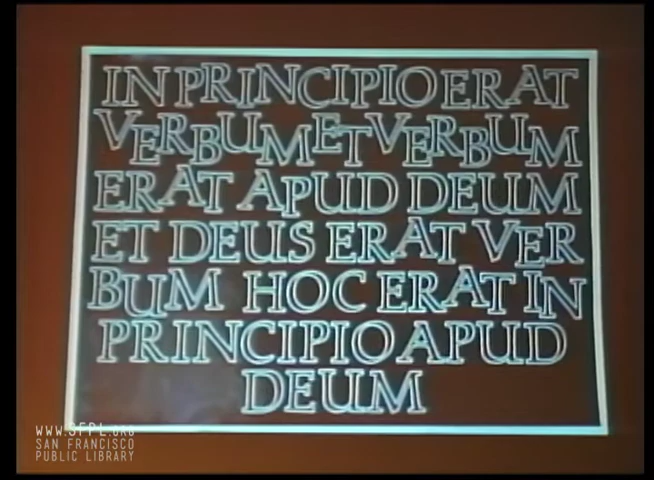 IN PRINCIPIO ERAT
VERBUM ET VERBUM
ERAT APUD DEUM
ET DEUS ERAT VER
BUM HOC ERAT IN
PRINCIPIO APUD
DEUM
WWW.SFPL.ORG
SAN FRANCISCO
PUBLIC LIBRARY